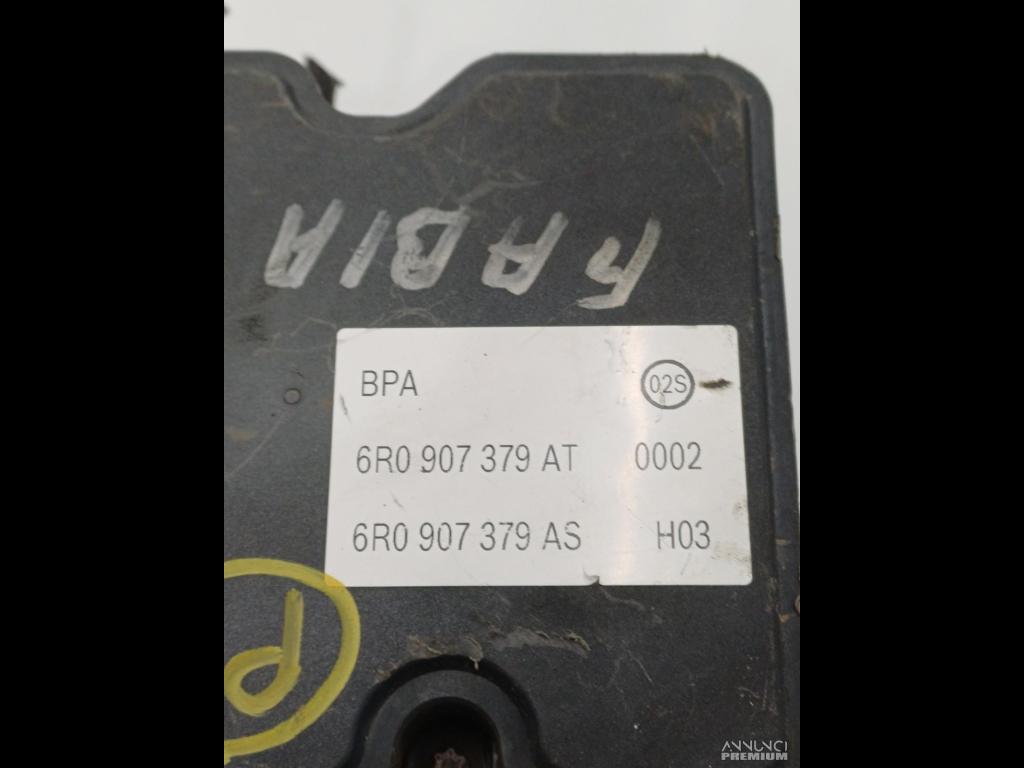 FABIA
BPA 02S
6R0 907 379 AT 0002
6R0 907 379 AS H03
P
ANNUNCI
PREMIUM